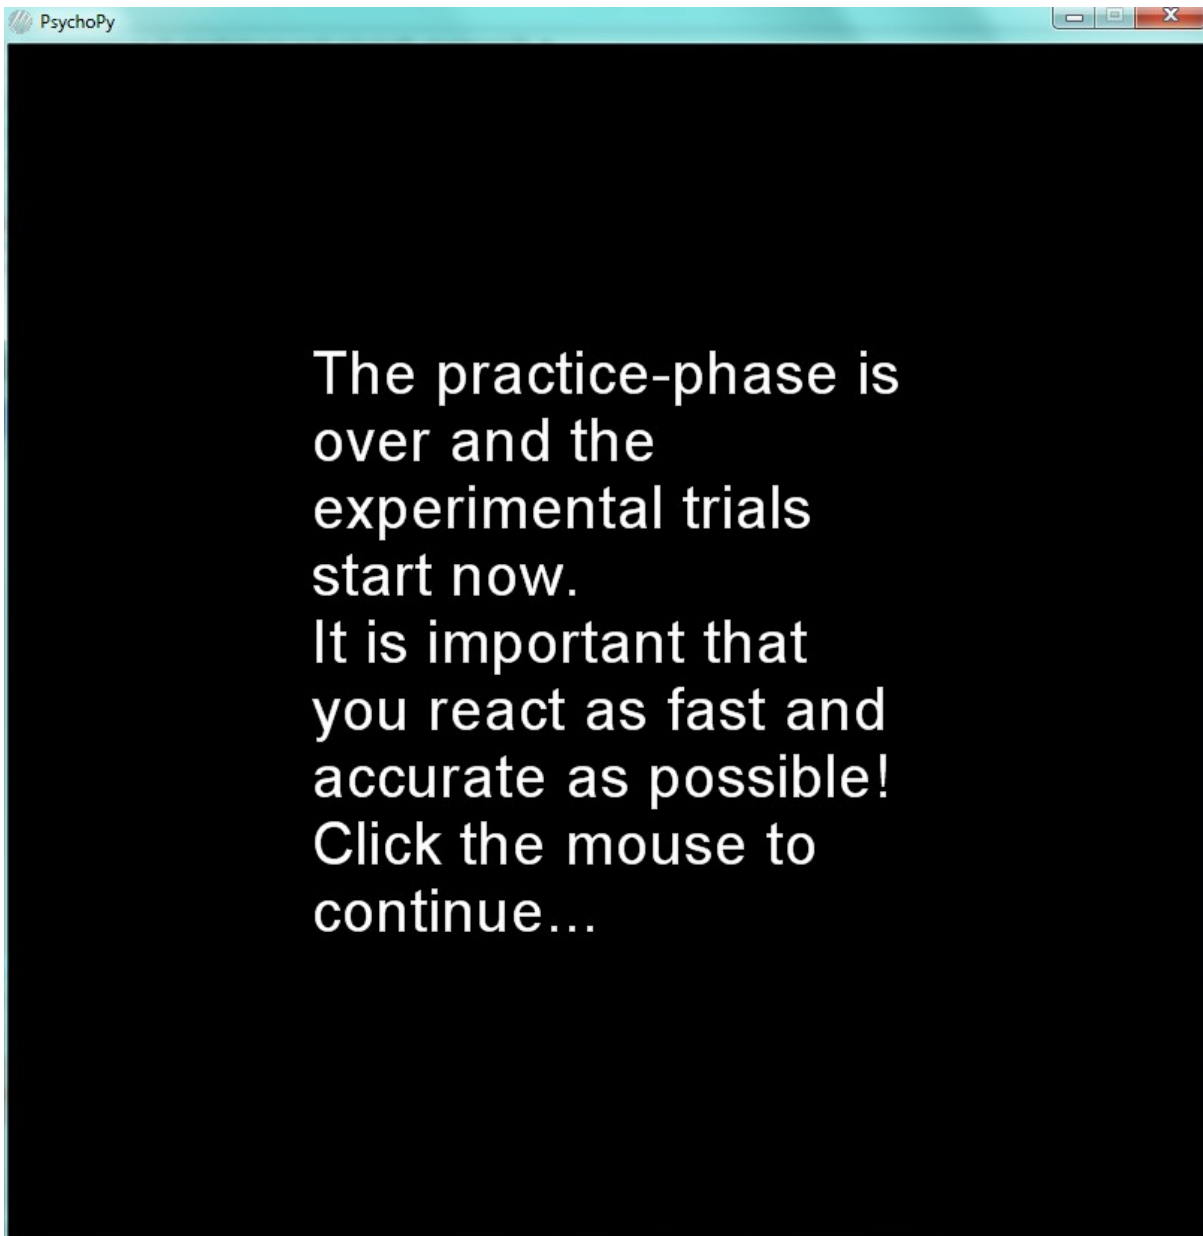 PsychoPy
The practice-phase is
over and the
experimental trials
start now.
It is important that
you react as fast and
accurate as possible!
Click the mouse to
continue...